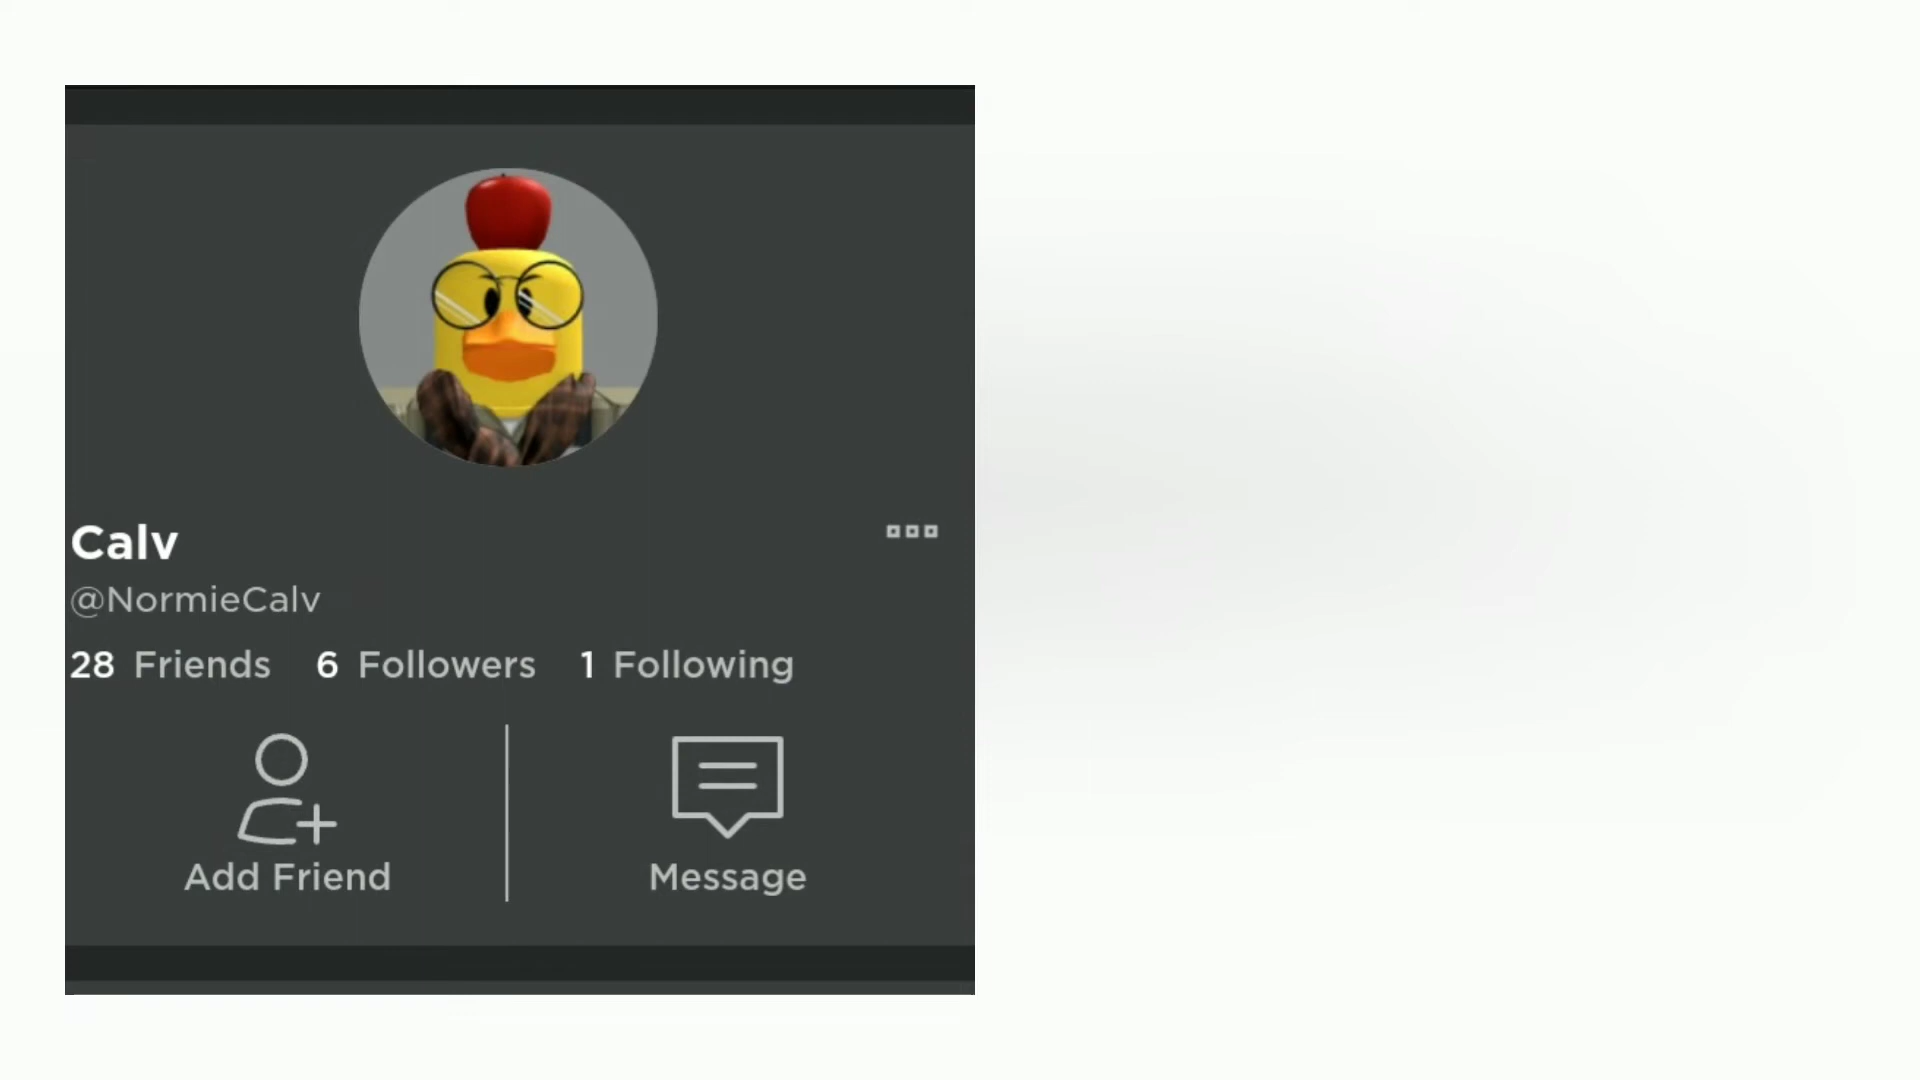 Calv
@NormieCalv
28 Friends 6 Followers 1 Following
Add Friend Message